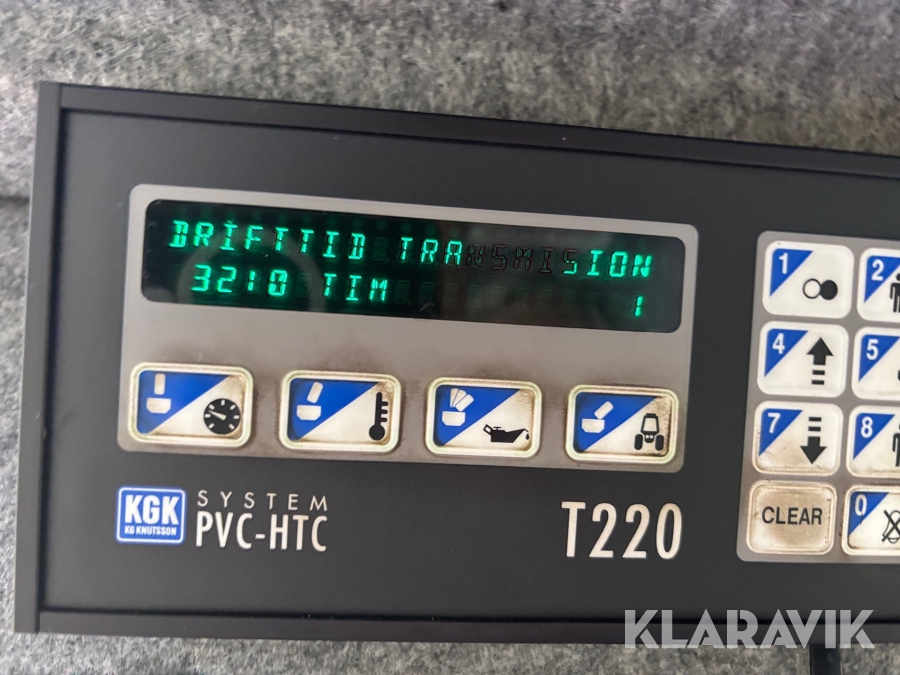 DRIFTTID TRANSMISSION
3210 TIM 1
1
2
4
5
7
8
CLEAR
0
KGK
KG KNUTSSON
SYSTEM
PVC-HTC
T220
KLARAVIK